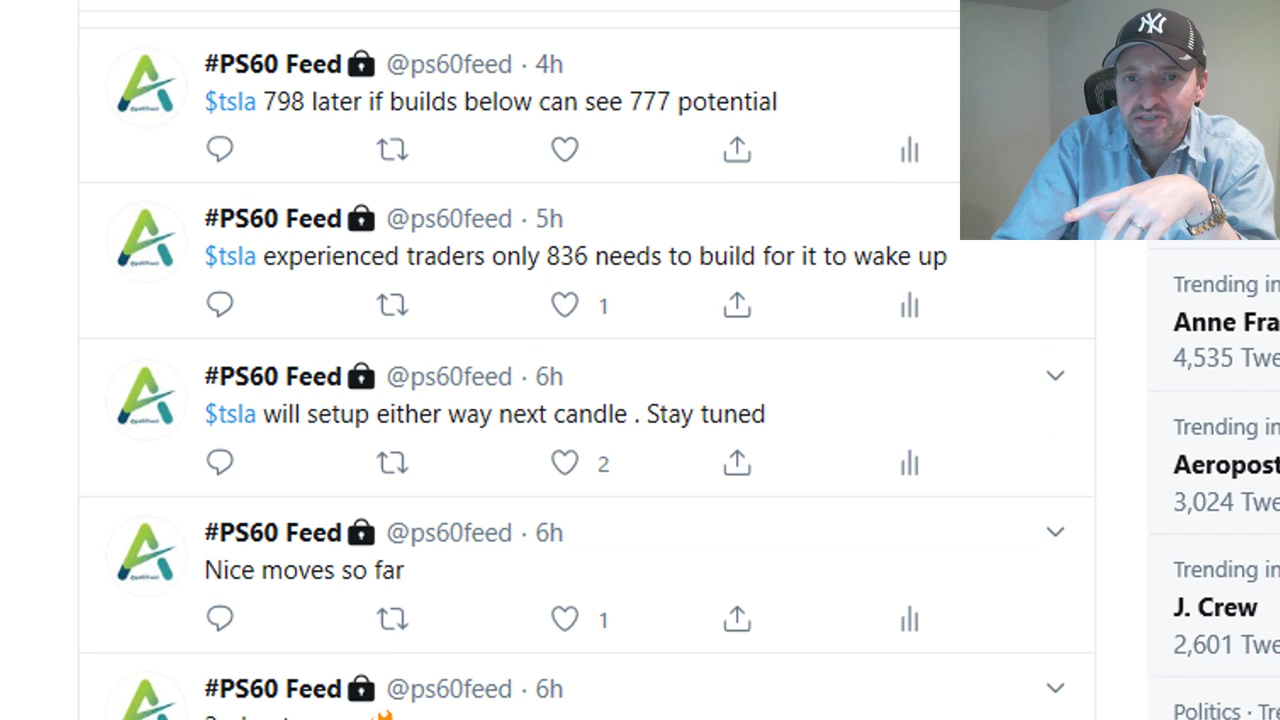 #PS60 Feed @ps60feed · 4h
$tsla 798 later if builds below can see 777 potential
#PS60 Feed @ps60feed · 5h
$tsla experienced traders only 836 needs to build for it to wake up
1
#PS60 Feed @ps60feed · 6h
$tsla will setup either way next candle . Stay tuned
2
#PS60 Feed @ps60feed · 6h
Nice moves so far
1
#PS60 Feed @ps60feed · 6h
Trending in
Anne Fra
4,535 Twe
Trending in
Aeropost
3,024 Twe
Trending in
J. Crew
2,601 Twe
Politics · Tre